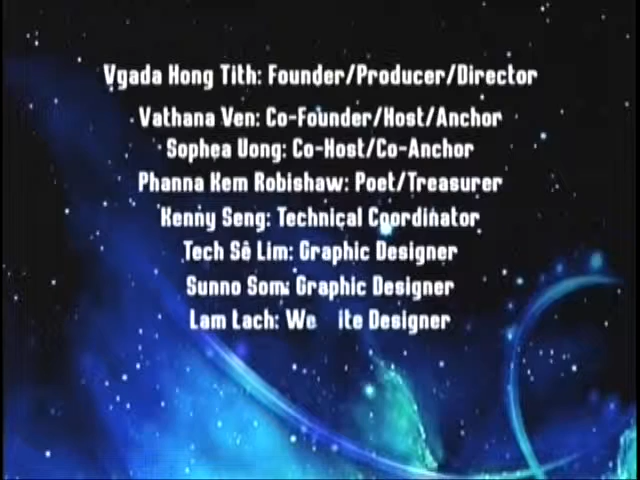 Vgada Hong Tith: Founder/Producer/Director
Vathana Ven: Co-Founder/Host/Anchor
Sophea Uong: Co-Host/Co-Anchor
Phanna Kem Robishaw: Poet/Treasurer
Kenny Seng: Technical Coordinator
Tech Sê Lim: Graphic Designer
Sunno Som: Graphic Designer
Lam Lach: We ite Designer